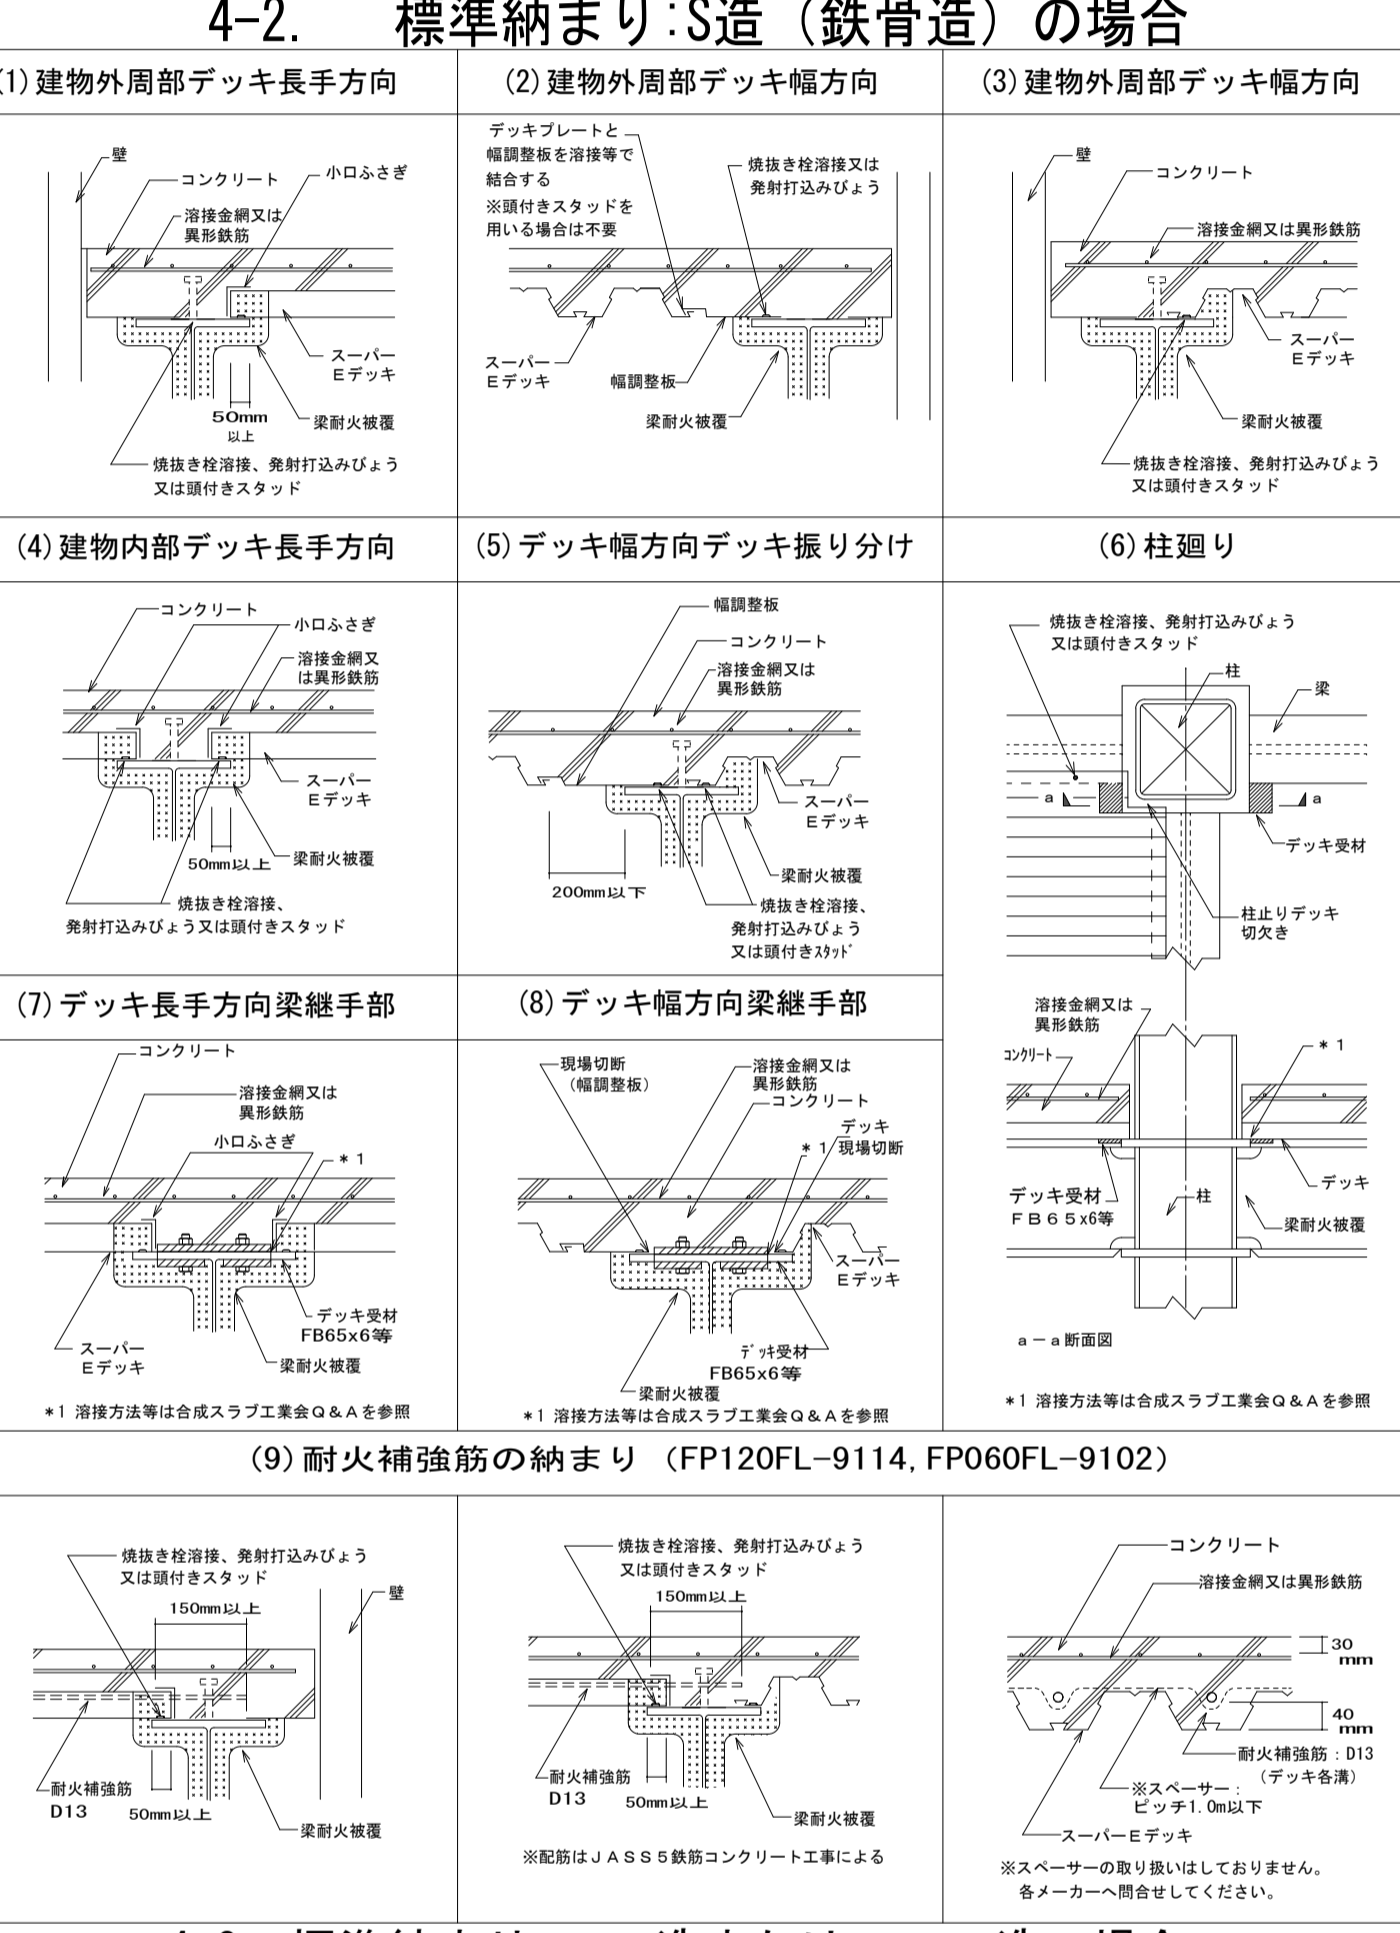 4-2. 標準納まり:S造（鉄骨造）の場合
(1)建物外周部デッキ長手方向
壁
コンクリート
小口ふさぎ
溶接金網又は
異形鉄筋
スーパー
Eデッキ
50mm
以上
梁耐火被覆
焼抜き栓溶接、発射打込みびょう
又は頭付きスタッド
(2)建物外周部デッキ幅方向
デッキプレートと
幅調整板を溶接等で
結合する
※頭付きスタッドを
用いる場合は不要
焼抜き栓溶接又は
発射打込みびょう
スーパー
Eデッキ
幅調整板
梁耐火被覆
(3)建物外周部デッキ幅方向
壁
コンクリート
溶接金網又は異形鉄筋
スーパー
Eデッキ
梁耐火被覆
焼抜き栓溶接、発射打込みびょう
又は頭付きスタッド
(4)建物内部デッキ長手方向
コンクリート
小口ふさぎ
溶接金網又
は異形鉄筋
スーパー
Eデッキ
50mm以上
梁耐火被覆
焼抜き栓溶接、
発射打込みびょう又は頭付きスタッド
(5)デッキ幅方向デッキ振り分け
幅調整板
コンクリート
溶接金網又は
異形鉄筋
スーパー
Eデッキ
梁耐火被覆
200mm以下
焼抜き栓溶接、
発射打込みびょう
又は頭付きｽﾀｯﾄﾞ
(6)柱廻り
焼抜き栓溶接、発射打込みびょう
又は頭付きスタッド
柱
梁
a
a
デッキ受材
柱止りデッキ
切欠き
溶接金網又は
異形鉄筋
ｺﾝｸﾘｰﾄ
*1
デッキ
デッキ受材
FB65x6等
柱
梁耐火被覆
a－a断面図
*1 溶接方法等は合成スラブ工業会Q&Aを参照
(7)デッキ長手方向梁継手部
コンクリート
溶接金網又は
異形鉄筋
小口ふさぎ
*1
デッキ受材
FB65x6等
スーパー
Eデッキ
梁耐火被覆
*1 溶接方法等は合成スラブ工業会Q&Aを参照
(8)デッキ幅方向梁継手部
現場切断
（幅調整板）
溶接金網又は
異形鉄筋
コンクリート
デッキ
*1 現場切断
スーパー
Eデッキ
ﾃﾞｯｷ受材
FB65x6等
梁耐火被覆
*1 溶接方法等は合成スラブ工業会Q&Aを参照
(9)耐火補強筋の納まり（FP120FL-9114,FP060FL-9102）
焼抜き栓溶接、発射打込みびょう
又は頭付きスタッド
150mm以上
壁
耐火補強筋
D13
50mm以上
梁耐火被覆
焼抜き栓溶接、発射打込みびょう
又は頭付きスタッド
150mm以上
耐火補強筋
D13
50mm以上
梁耐火被覆
※配筋はJASS5鉄筋コンクリート工事による
コンクリート
溶接金網又は異形鉄筋
30
mm
40
mm
耐火補強筋：D13
（デッキ各溝）
※スペーサー：
ピッチ1.0m以下
スーパーEデッキ
※スペーサーの取り扱いはしておりません。
各メーカーへ問合せしてください。